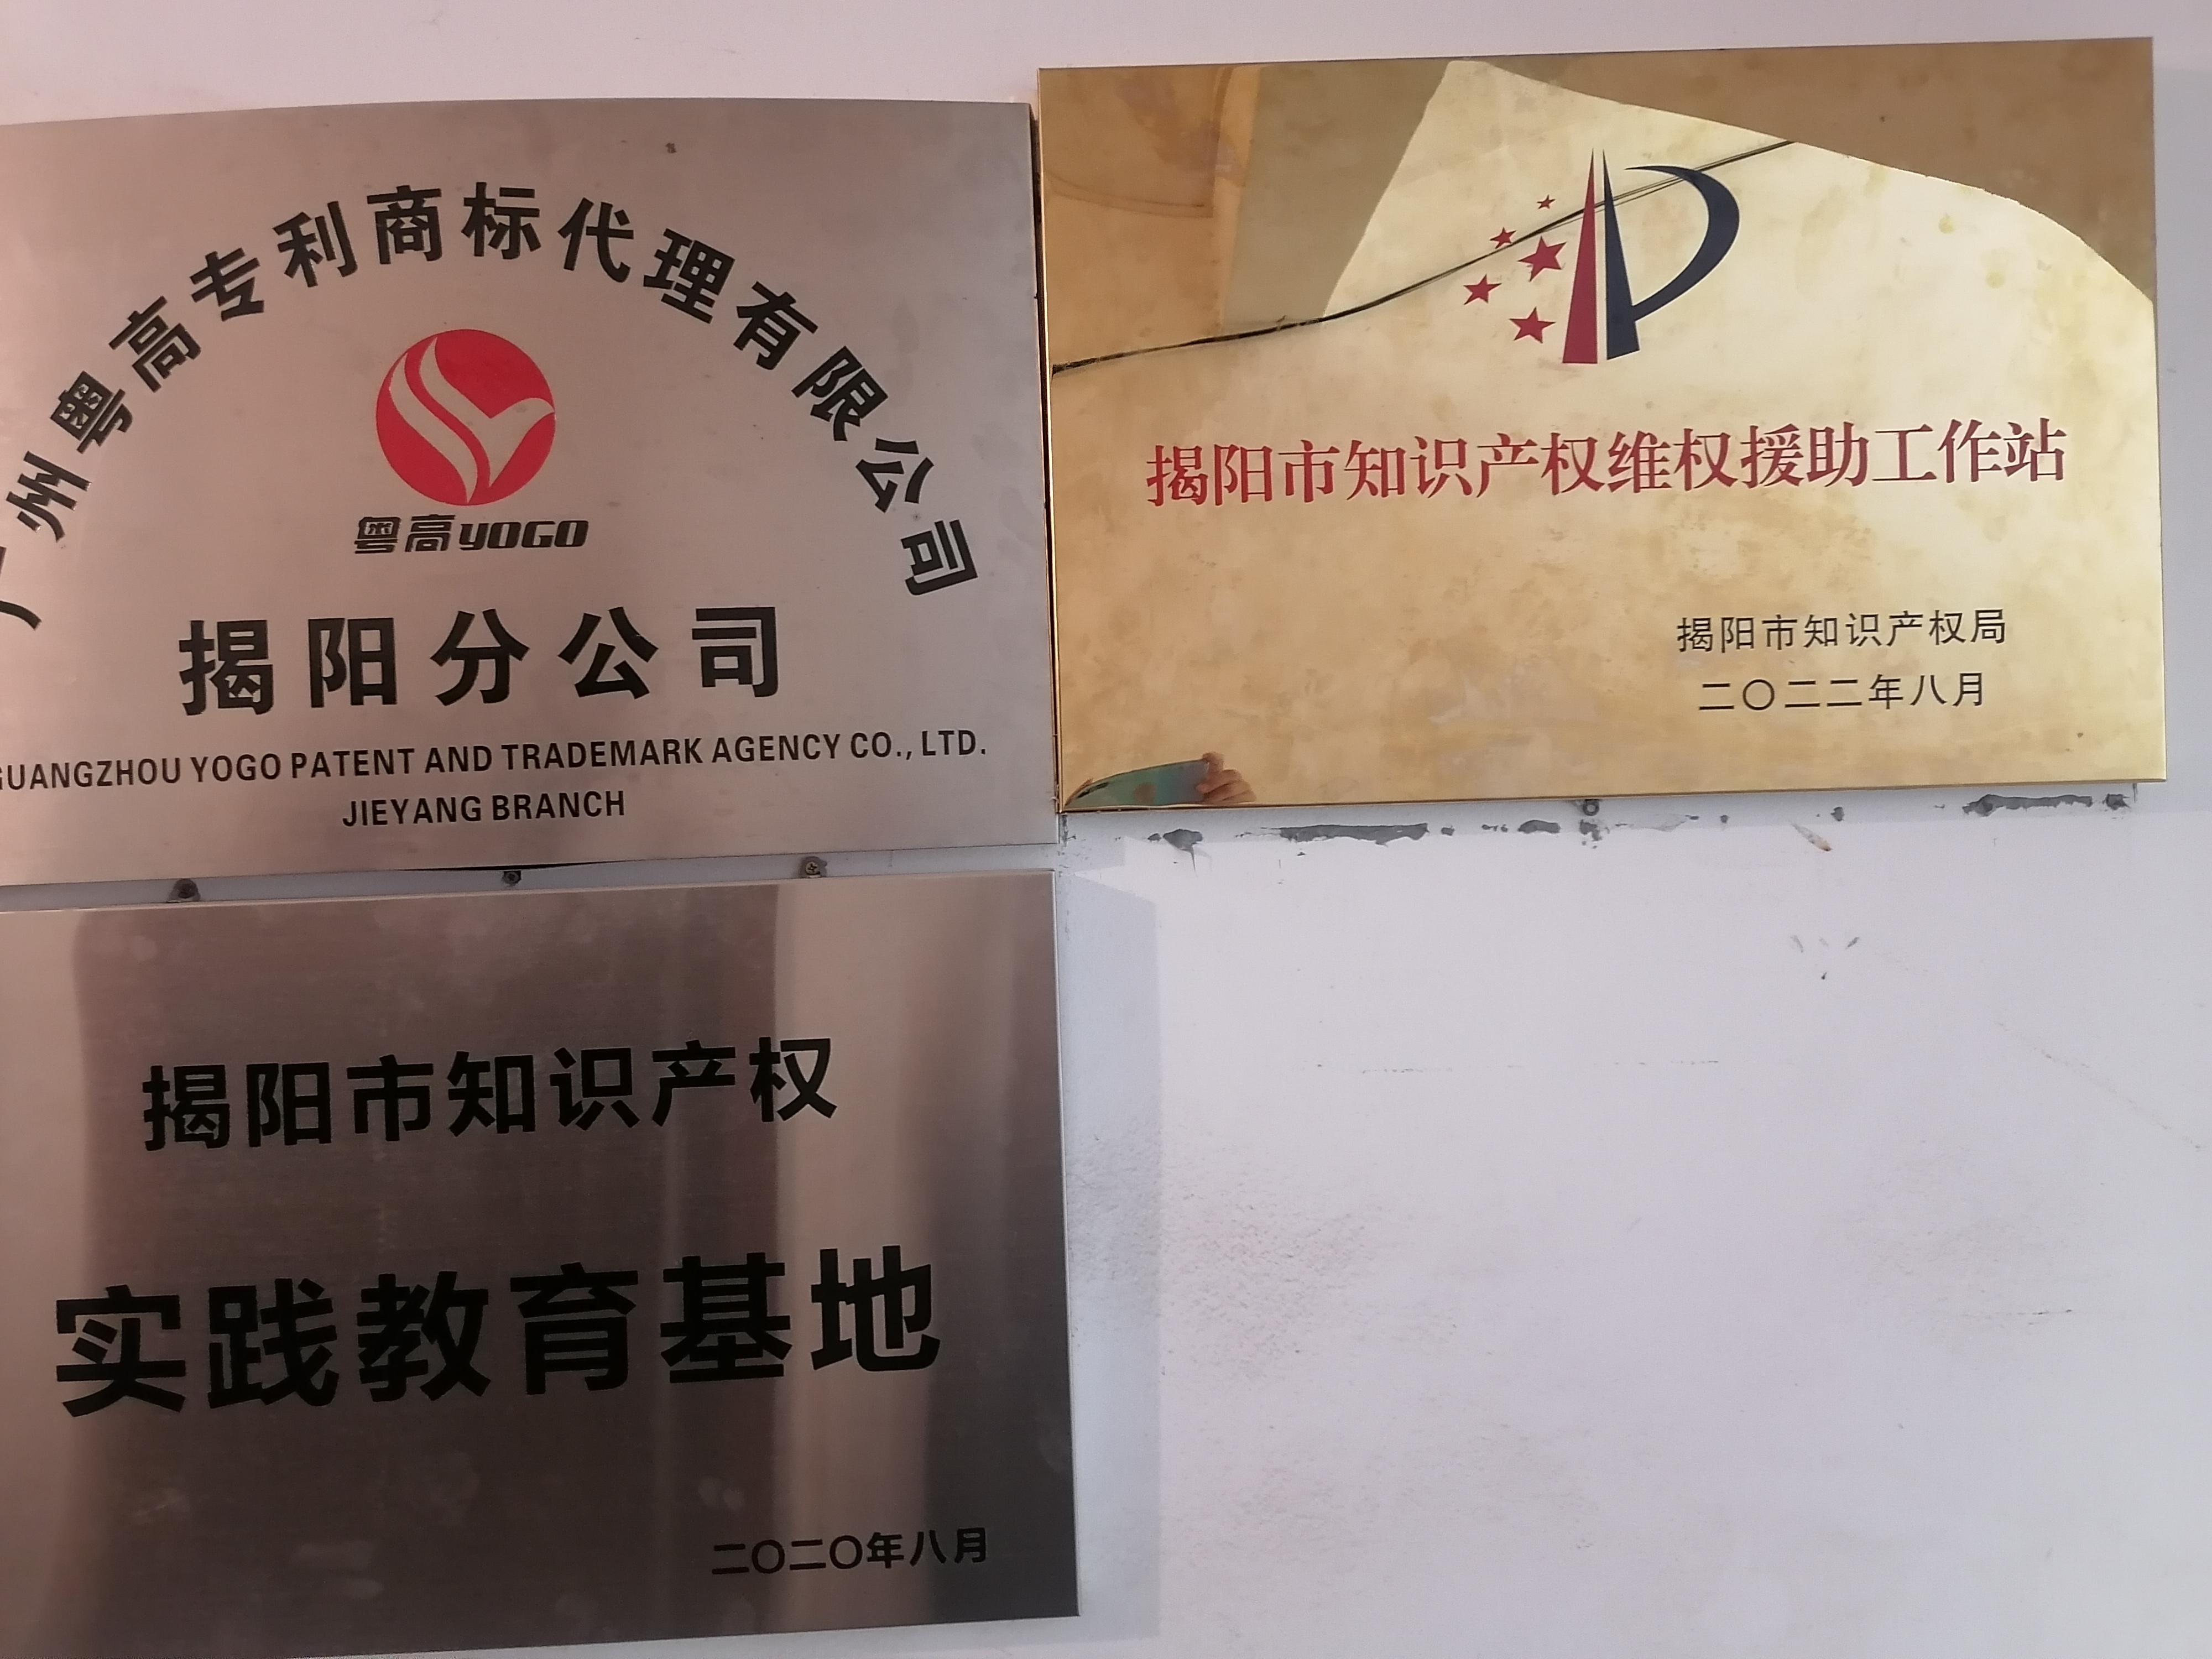 广州粤高专利商标代理有限公司
粤高YOGO
揭阳分公司
GUANGZHOU YOGO PATENT AND TRADEMARK AGENCY CO., LTD.
JIEYANG BRANCH
揭阳市知识产权维权援助工作站
揭阳市知识产权局
二〇二二年八月
揭阳市知识产权
实践教育基地
二〇二〇年八月